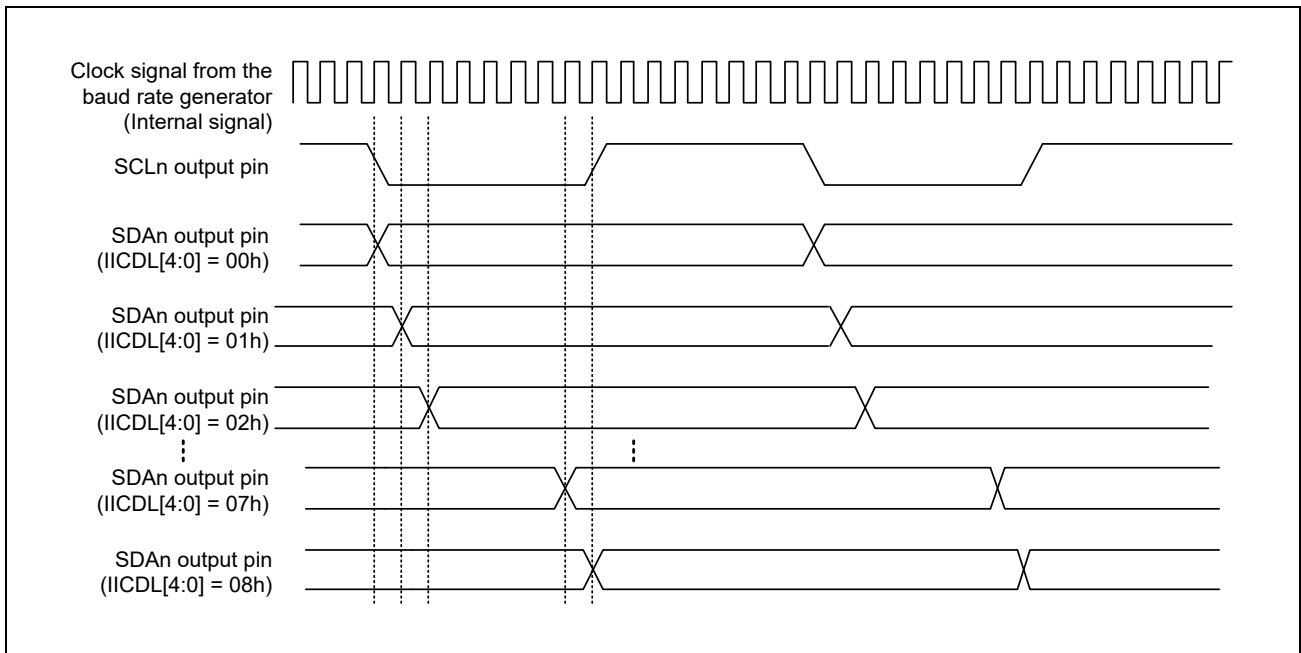 Clock signal from the
baud rate generator
(Internal signal)
SCLn output pin
SDAn output pin
(IICDL[4:0] = 00h)
SDAn output pin
(IICDL[4:0] = 01h)
SDAn output pin
(IICDL[4:0] = 02h)
SDAn output pin
(IICDL[4:0] = 07h)
SDAn output pin
(IICDL[4:0] = 08h)